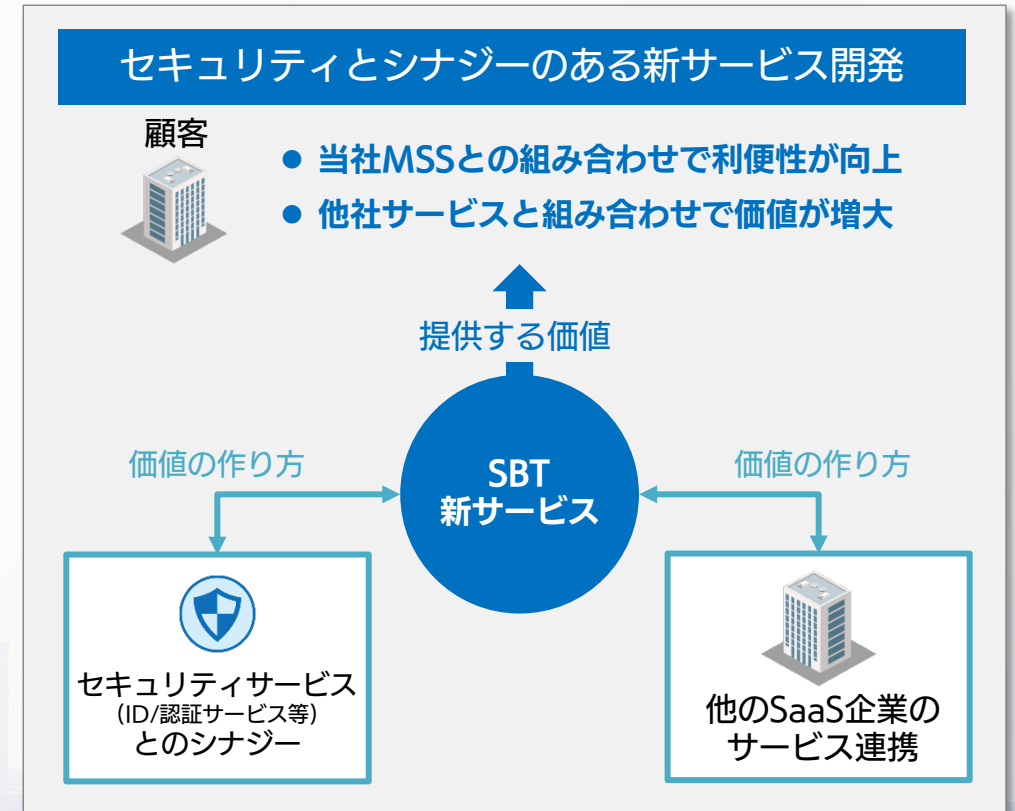 セキュリティとシナジーのある新サービス開発
顧客
● 当社MSSとの組み合わせで利便性が向上
● 他社サービスと組み合わせで価値が増大
提供する価値
価値の作り方
価値の作り方
SBT
新サービス
セキュリティサービス
（ID/認証サービス等）
とのシナジー
他のSaaS企業の
サービス連携